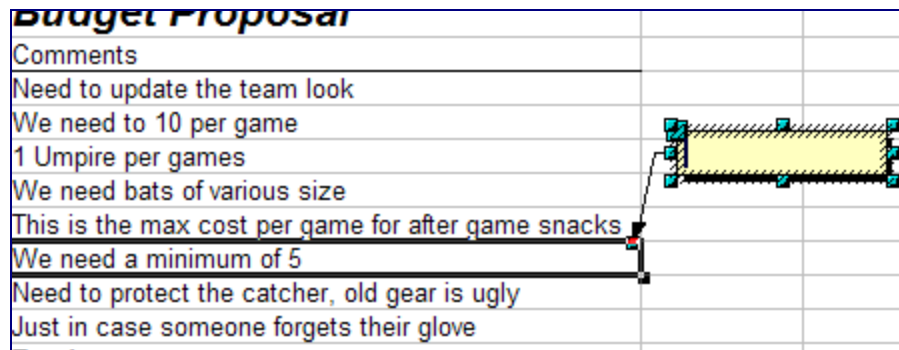 Budget Proposal
Comments
Need to update the team look
We need to 10 per game
1 Umpire per games
We need bats of various size
This is the max cost per game for after game snacks
We need a minimum of 5
Need to protect the catcher, old gear is ugly
Just in case someone forgets their glove